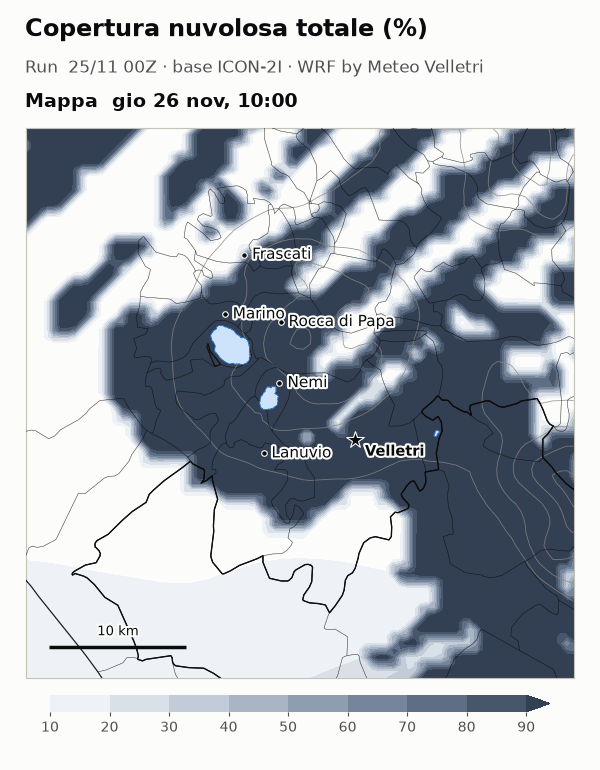 Copertura nuvolosa totale (%)
Run  25/11 00Z · base ICON-2I · WRF by Meteo Velletri
Mappa  gio 26 nov, 10:00
Frascati
Marino
Rocca di Papa
Nemi
Velletri
Lanuvio
10 km
10 20 30 40 50 60 70 80 90